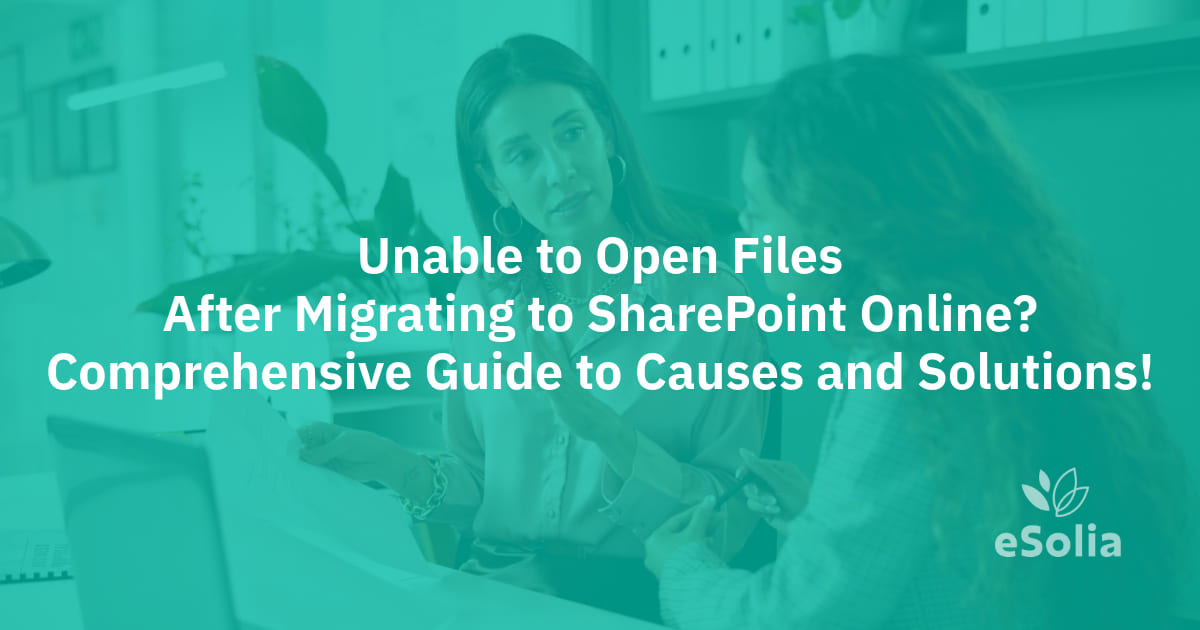 Unable to Open Files
After Migrating to SharePoint Online?
Comprehensive Guide to Causes and Solutions!
eSolia